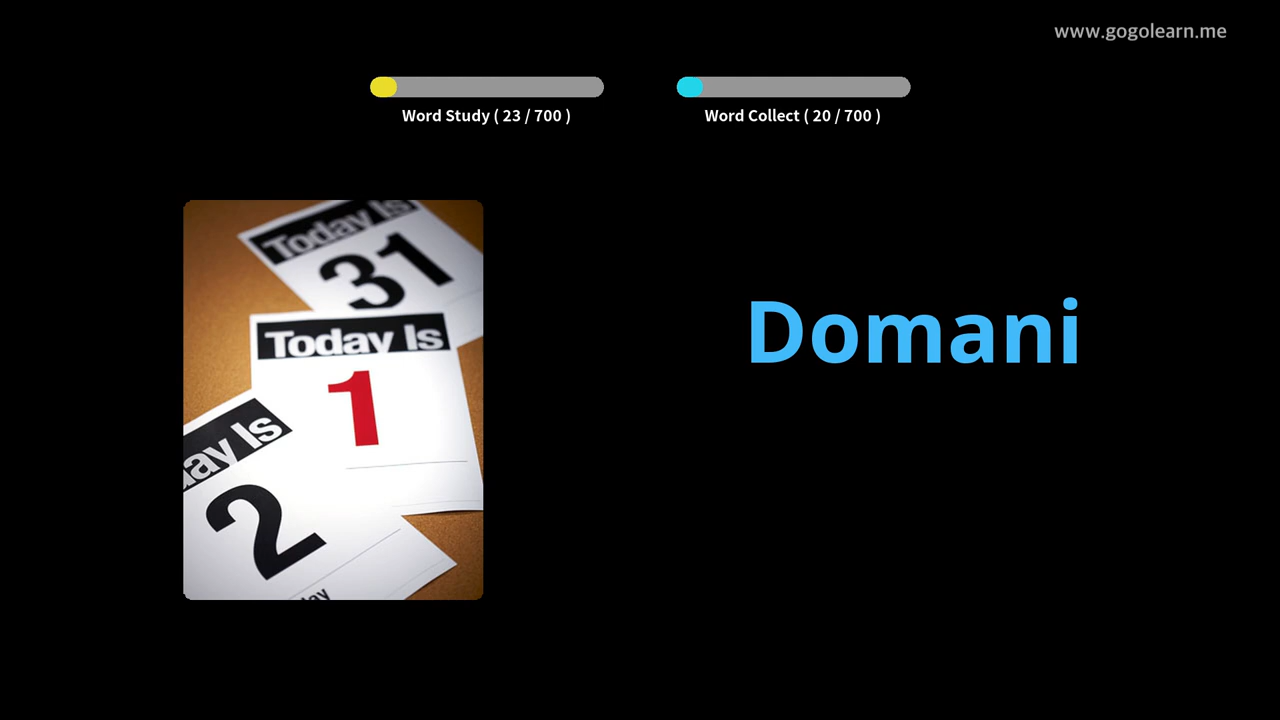 www.gogolearn.me
Word Study ( 23 / 700 )
Word Collect ( 20 / 700 )
Today Is
31
Today Is
1
ay Is
2
Domani